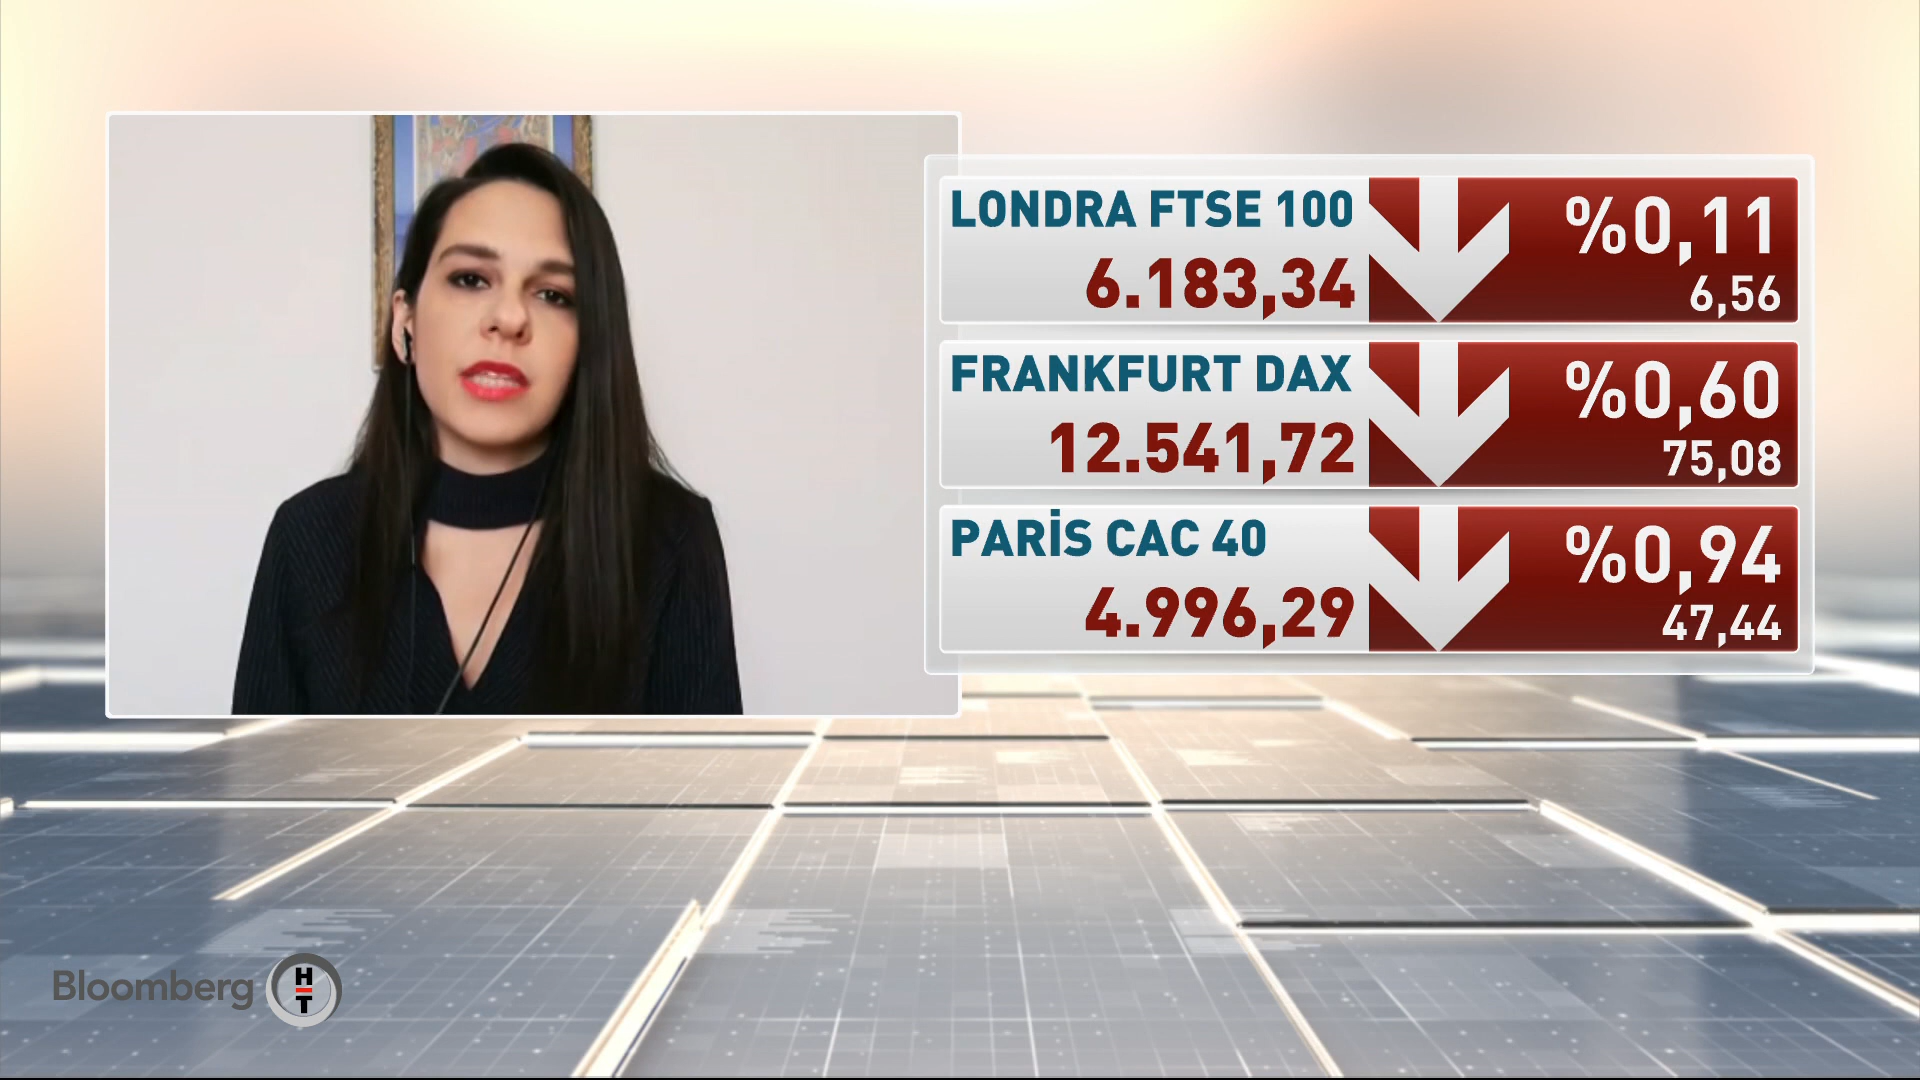 LONDRA FTSE 100
6.183,34
%0,11
6,56
FRANKFURT DAX
12.541,72
%0,60
75,08
PARİS CAC 40
4.996,29
%0,94
47,44
Bloomberg HT